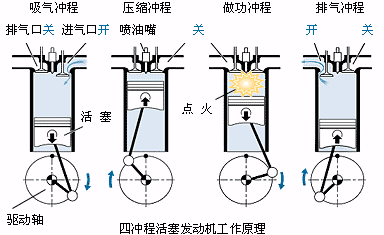 吸气冲程 压缩冲程 做功冲程 排气冲程
排气口关 进气口开 喷油嘴 关 关 开 关
活塞 点火
驱动轴
四冲程活塞发动机工作原理